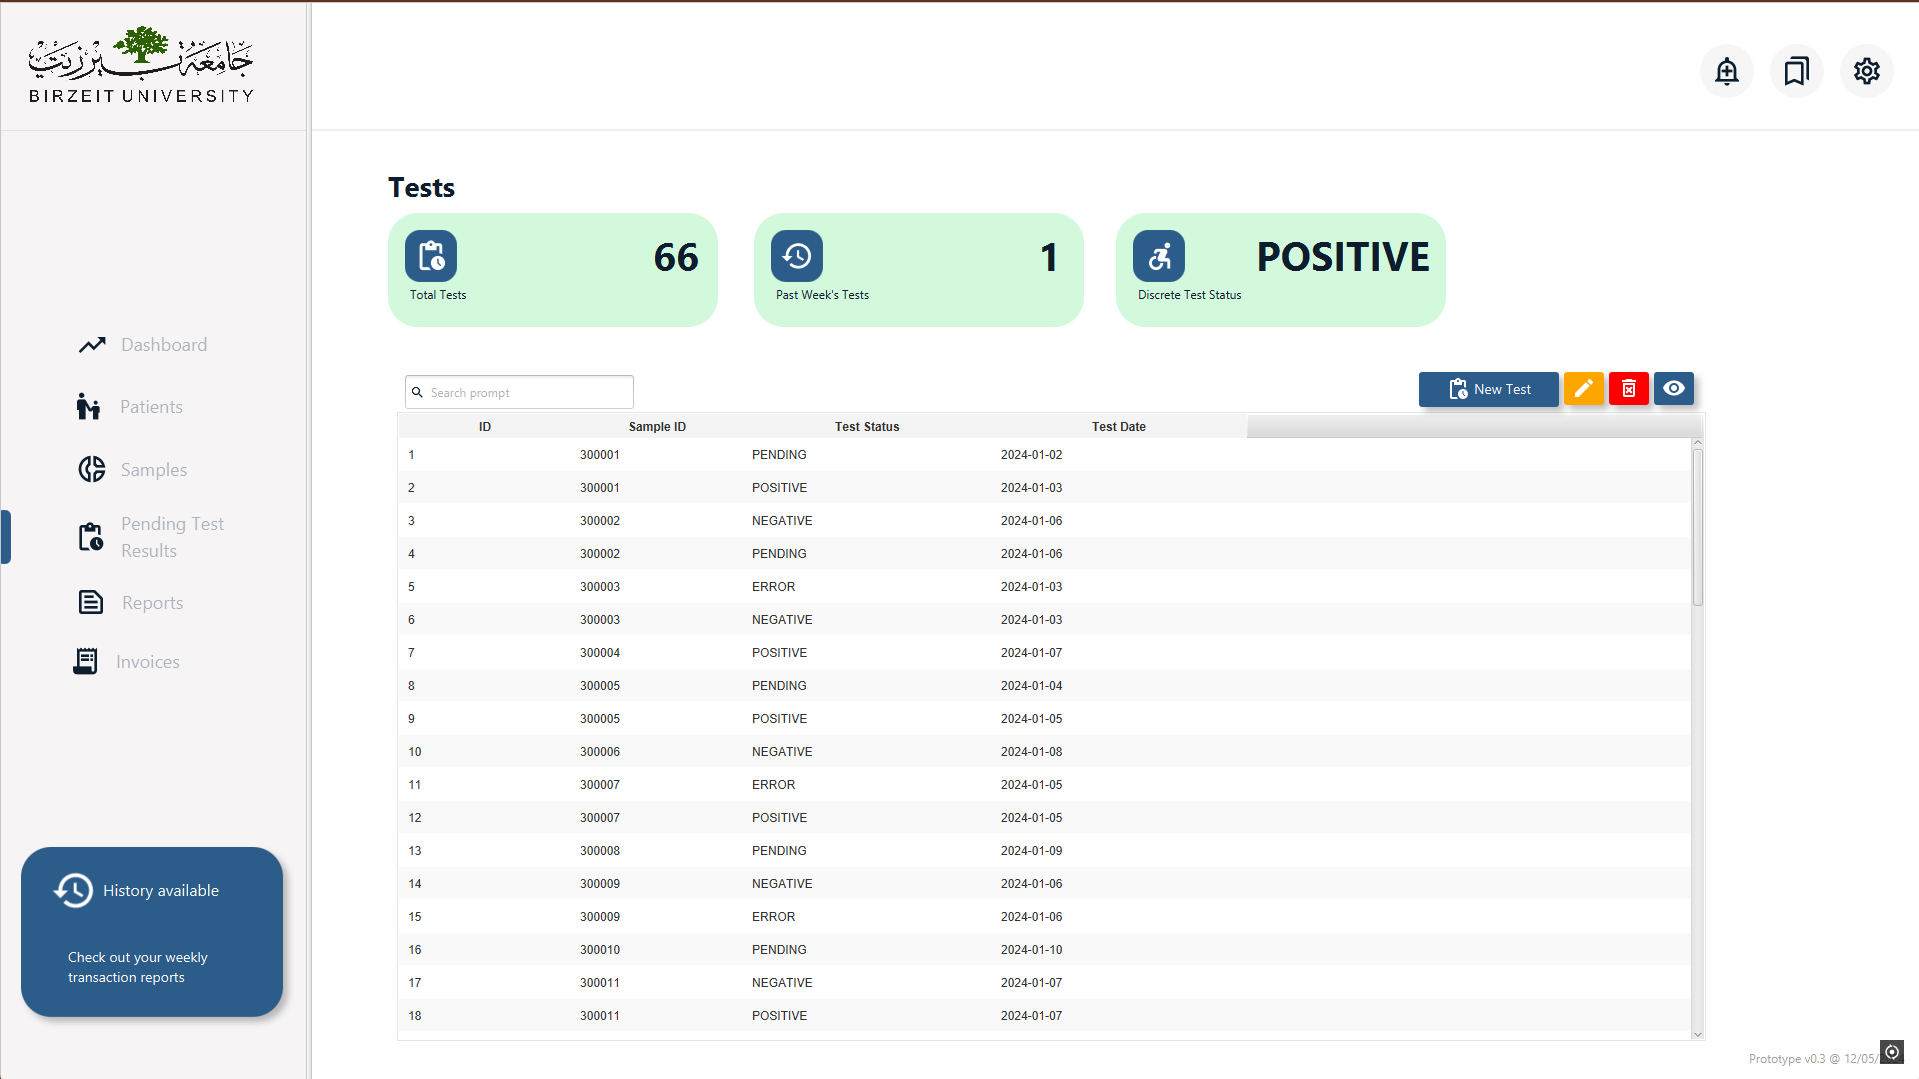 جامعة بيرزيت
BIRZEIT UNIVERSITY
Dashboard
Patients
Samples
Pending Test
Results
Reports
Invoices
History available
Check out your weekly
transaction reports
Tests
66
Total Tests
1
Past Week's Tests
POSITIVE
Discrete Test Status
Search prompt
New Test
ID Sample ID Test Status Test Date
1 300001 PENDING 2024-01-02
2 300001 POSITIVE 2024-01-03
3 300002 NEGATIVE 2024-01-06
4 300002 PENDING 2024-01-06
5 300003 ERROR 2024-01-03
6 300003 NEGATIVE 2024-01-03
7 300004 POSITIVE 2024-01-07
8 300005 PENDING 2024-01-04
9 300005 POSITIVE 2024-01-05
10 300006 NEGATIVE 2024-01-08
11 300007 ERROR 2024-01-05
12 300007 POSITIVE 2024-01-05
13 300008 PENDING 2024-01-09
14 300009 NEGATIVE 2024-01-06
15 300009 ERROR 2024-01-06
16 300010 PENDING 2024-01-10
17 300011 NEGATIVE 2024-01-07
18 300011 POSITIVE 2024-01-07
Prototype v0.3 @ 12/05/